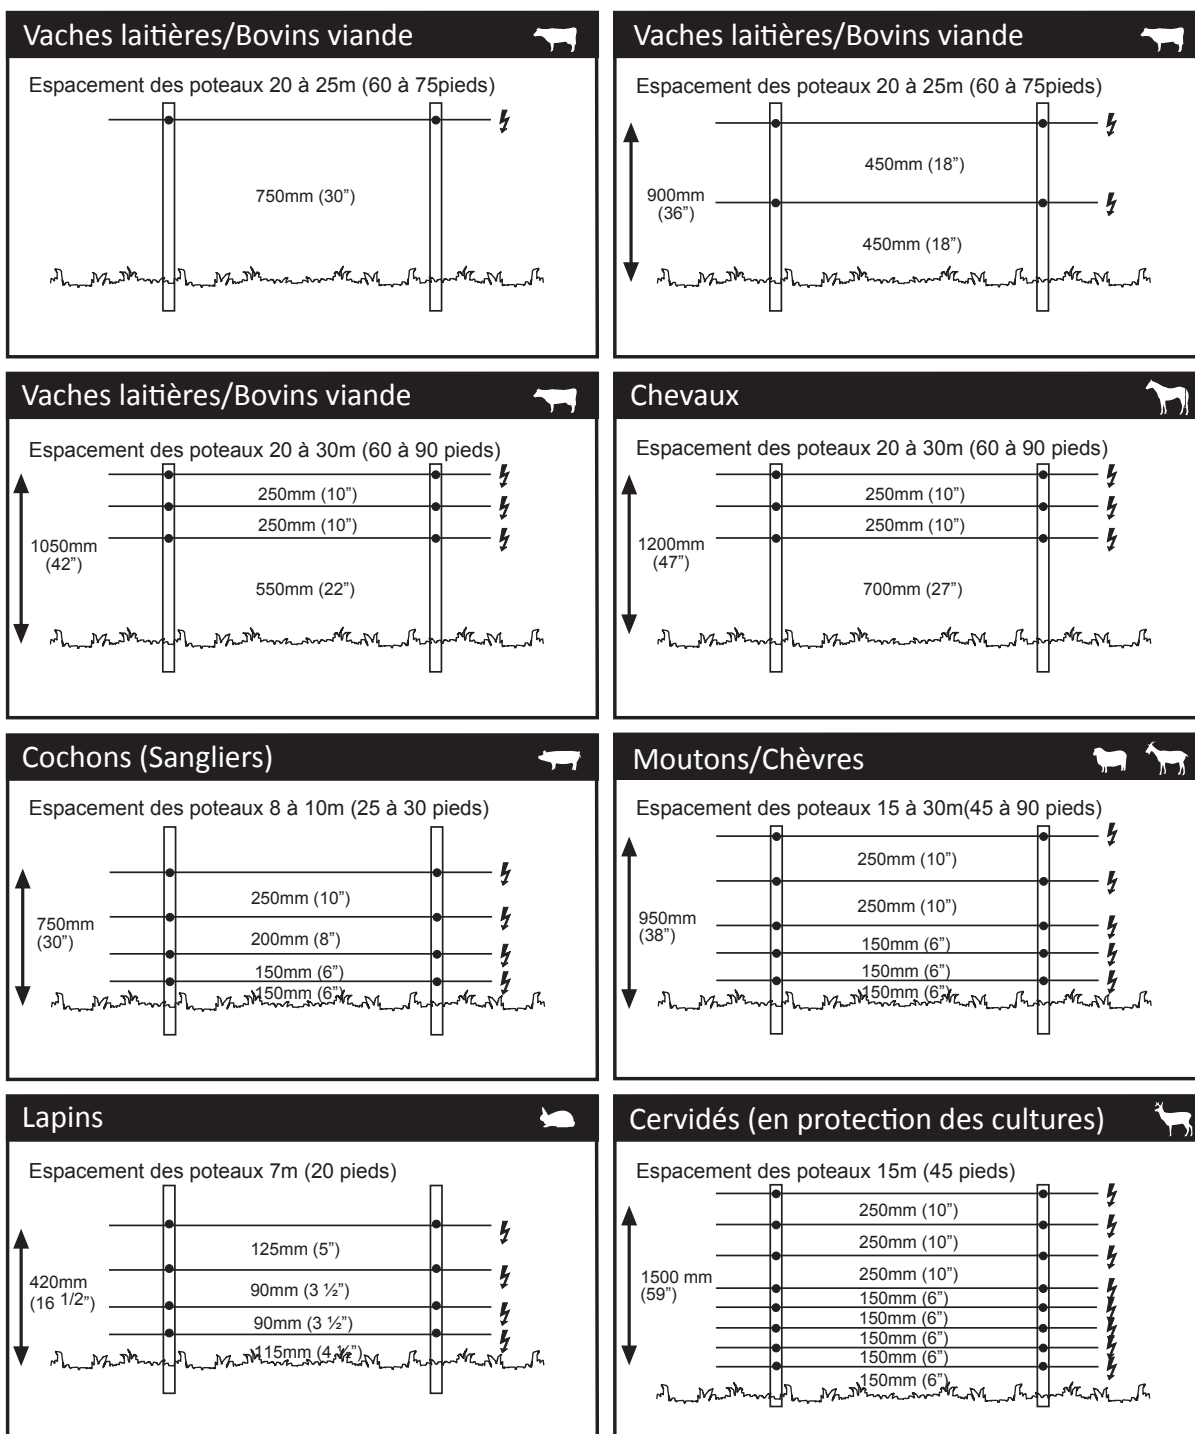 Vaches laitières/Bovins viande
Espacement des poteaux 20 à 25m (60 à 75pieds)
750mm (30”)
Vaches laitières/Bovins viande
Espacement des poteaux 20 à 25m (60 à 75pieds)
450mm (18”)
900mm
(36”)
450mm (18”)
Vaches laitières/Bovins viande
Espacement des poteaux 20 à 30m (60 à 90 pieds)
250mm (10”)
250mm (10”)
1050mm
(42”)
550mm (22”)
Chevaux
Espacement des poteaux 20 à 30m (60 à 90 pieds)
250mm (10”)
250mm (10”)
1200mm
(47”)
700mm (27”)
Cochons (Sangliers)
Espacement des poteaux 8 à 10m (25 à 30 pieds)
250mm (10”)
750mm
(30”)
200mm (8”)
150mm (6”)
150mm (6”)
Moutons/Chèvres
Espacement des poteaux 15 à 30m(45 à 90 pieds)
250mm (10”)
250mm (10”)
950mm
(38”)
150mm (6”)
150mm (6”)
150mm (6”)
Lapins
Espacement des poteaux 7m (20 pieds)
125mm (5”)
420mm
(16 1/2”)
90mm (3 ½”)
90mm (3 ½”)
115mm (4 ½”)
Cervidés (en protection des cultures)
Espacement des poteaux 15m (45 pieds)
250mm (10”)
250mm (10”)
250mm (10”)
1500 mm
(59”)
150mm (6”)
150mm (6”)
150mm (6”)
150mm (6”)
150mm (6”)